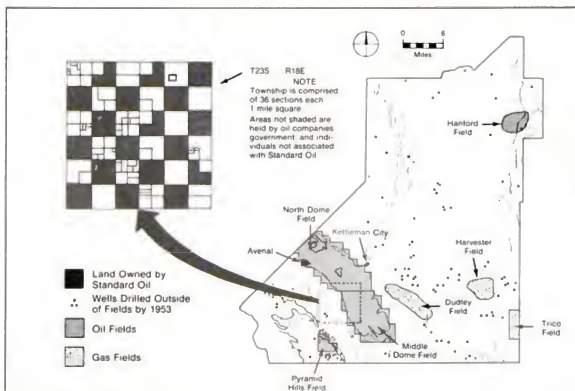 0 6
Miles
T23S R18E
NOTE
Township is comprised
of 36 sections each
1 mile square
Areas not shaded are
held by oil companies
government and indi-
viduals not associated
with Standard Oil
Hanford
Field
North Dome
Field
Kettleman City
Avenal
Harvester
Field
Land Owned by
Standard Oil
Wells Drilled Outside
of Fields by 1953
Oil Fields
Gas Fields
Dudley
Field
Trico
Field
Middle
Dome Field
Pyramid
Hills Field